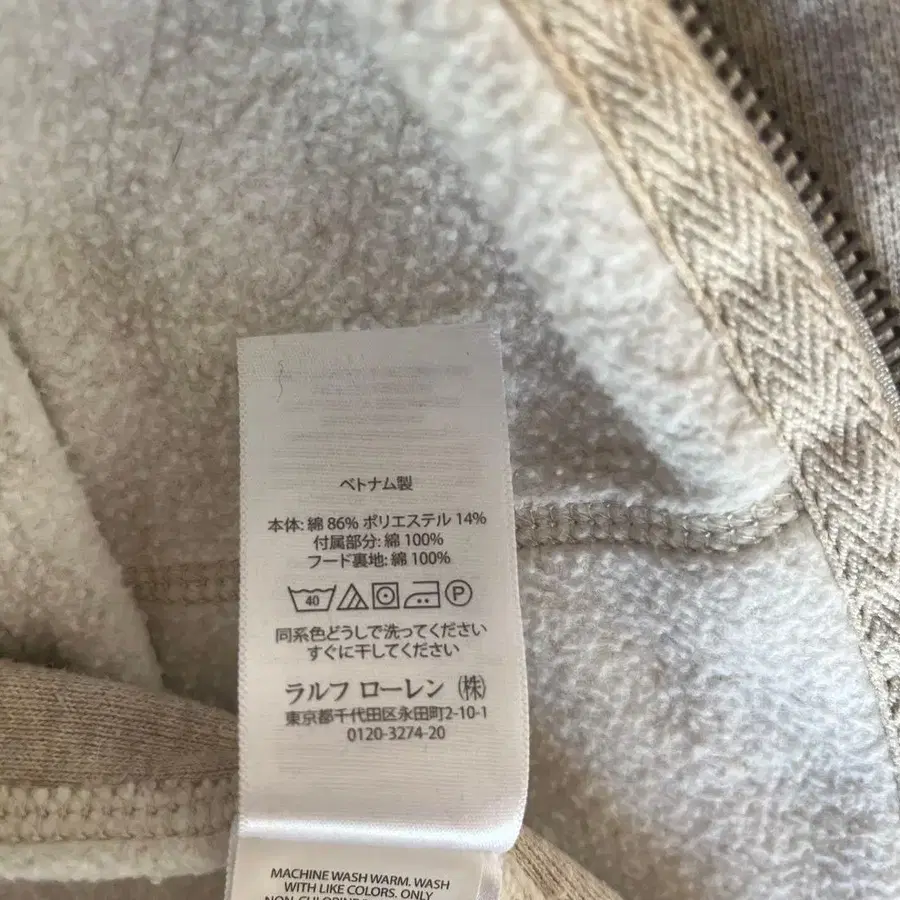 ベトナム製
本体: 綿 86% ポリエステル 14%
付属部分: 綿 100%
フード裏地: 綿 100%
40 P
同系色どうしで洗ってください
すぐに干してください
ラルフ ローレン (株)
東京都千代田区永田町2-10-1
0120-3274-20
MACHINE WASH WARM. WASH
WITH LIKE COLORS. ONLY